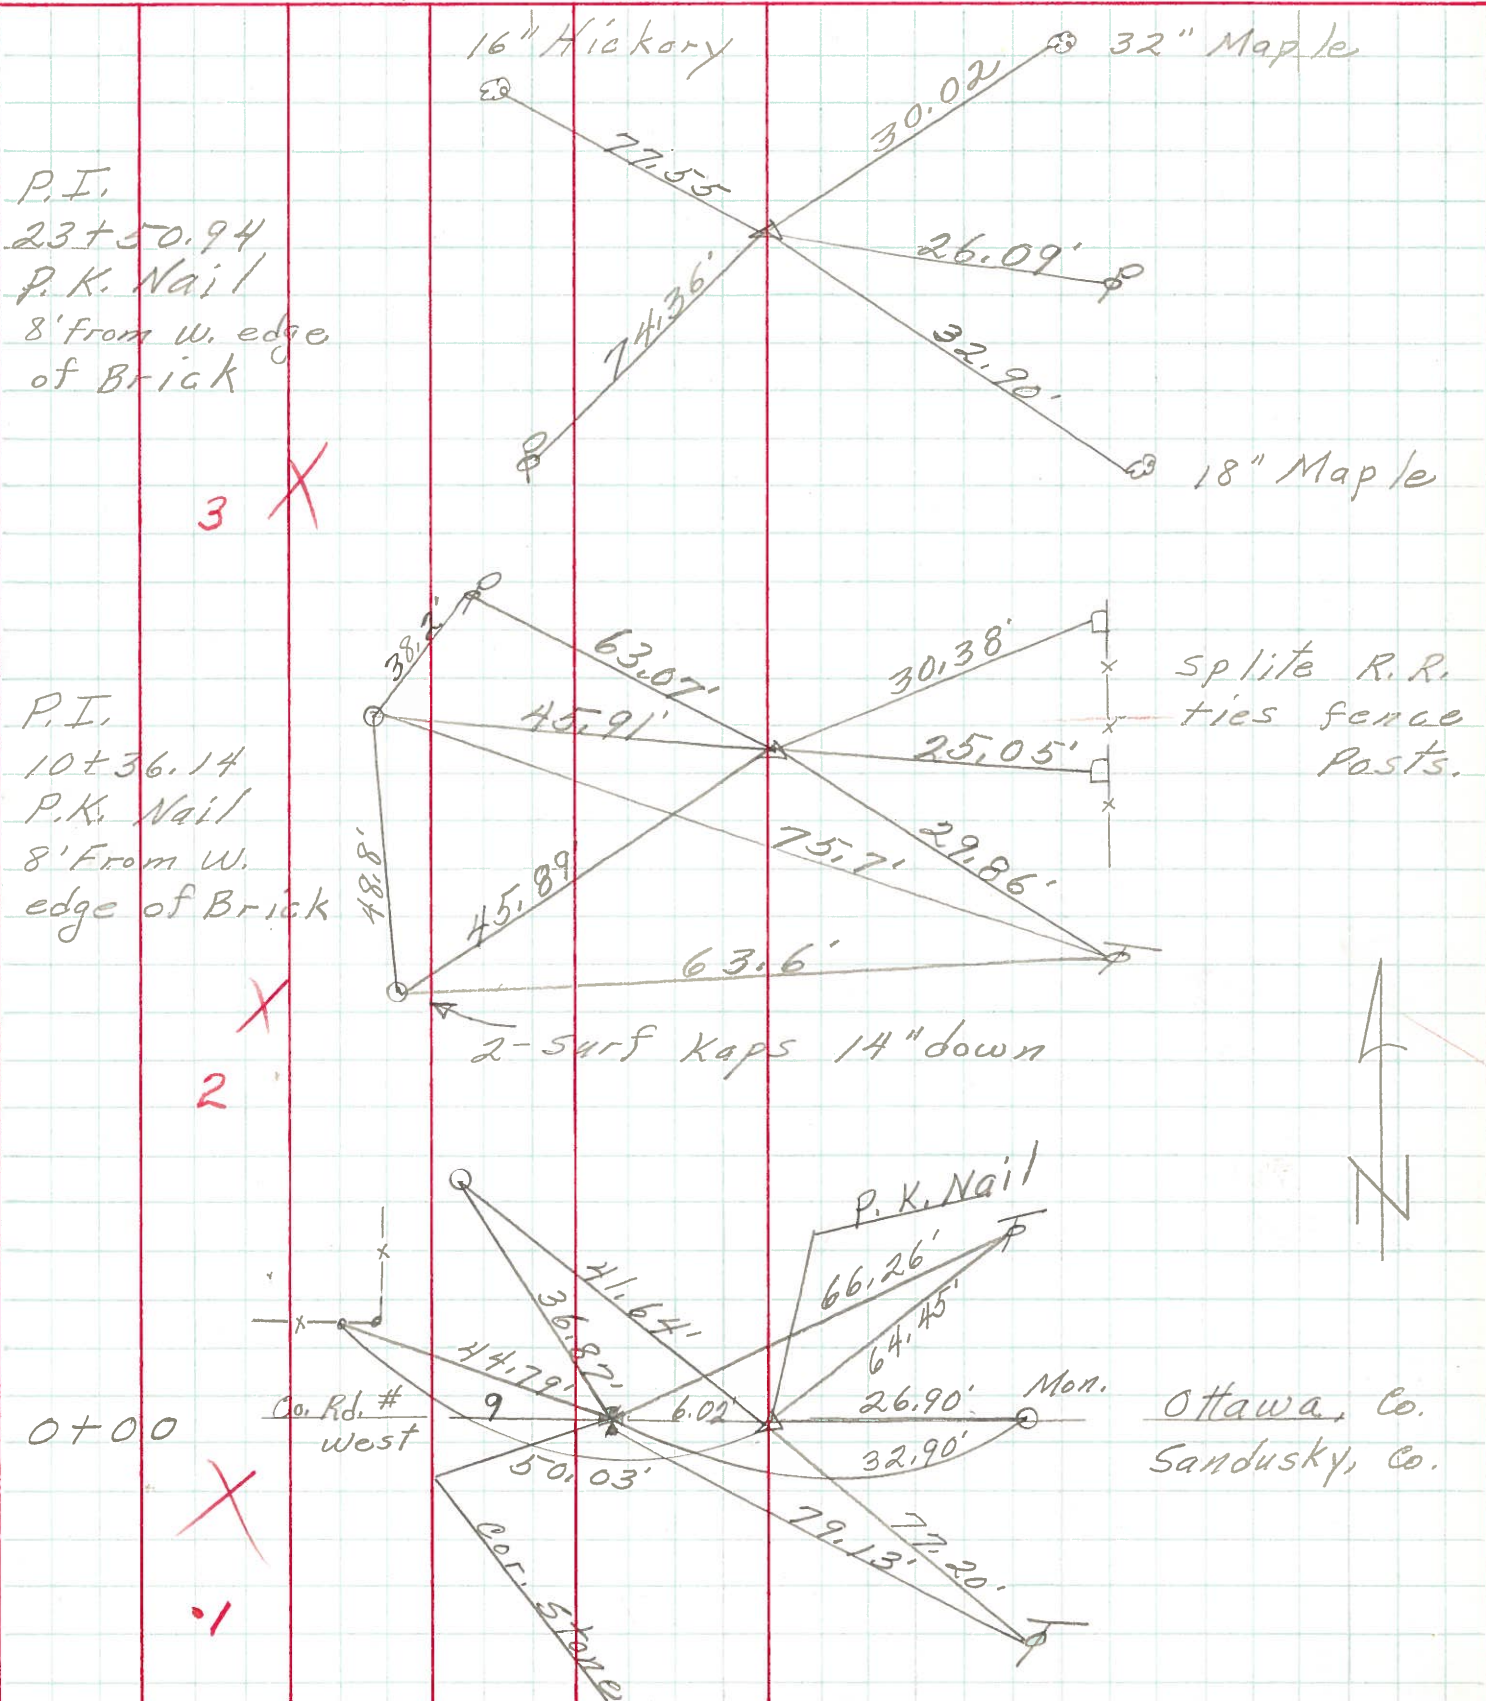 16" Hickory
32" Maple
30.02
77.55
P.I.
23+50.94
P.K. Nail
8' from W. edge
of Brick
26.09'
74.36'
32.90'
18" Maple
3 X
38.2'
63.07'
30.38'
splite R.R.
ties fence
Posts.
P.I.
10+36.14
P.K. Nail
8' From W.
edge of Brick
45.91'
25.05'
48.8'
45.89
75.7'
29.86'
63.6'
X
2-Surf Kaps 14" down
2
N
P.K. Nail
41.64'
66.26'
36.87'
64.45'
44.79'
0+00
Co. Rd. # 9
West
6.02'
26.90'
Mon.
Ottawa, Co.
Sandusky, Co.
50.03'
32.90'
X
79.13'
77.20'
Cor. Stone
1